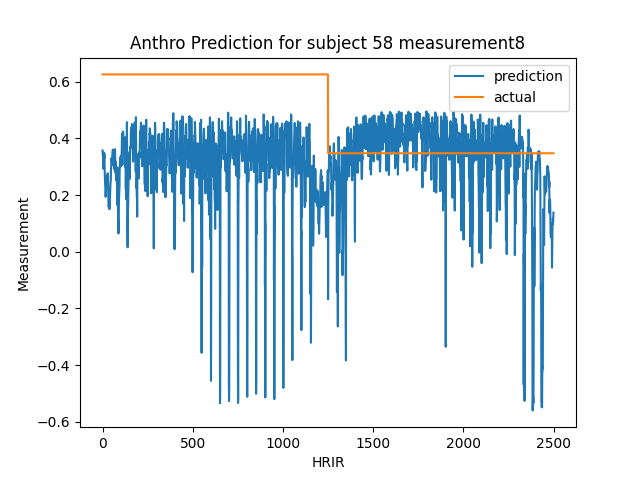 Anthro Prediction for subject 58 measurement8
prediction
actual
Measurement
0.6
0.4
0.2
0.0
−0.2
−0.4
−0.6
0
500
1000
1500
2000
2500
HRIR